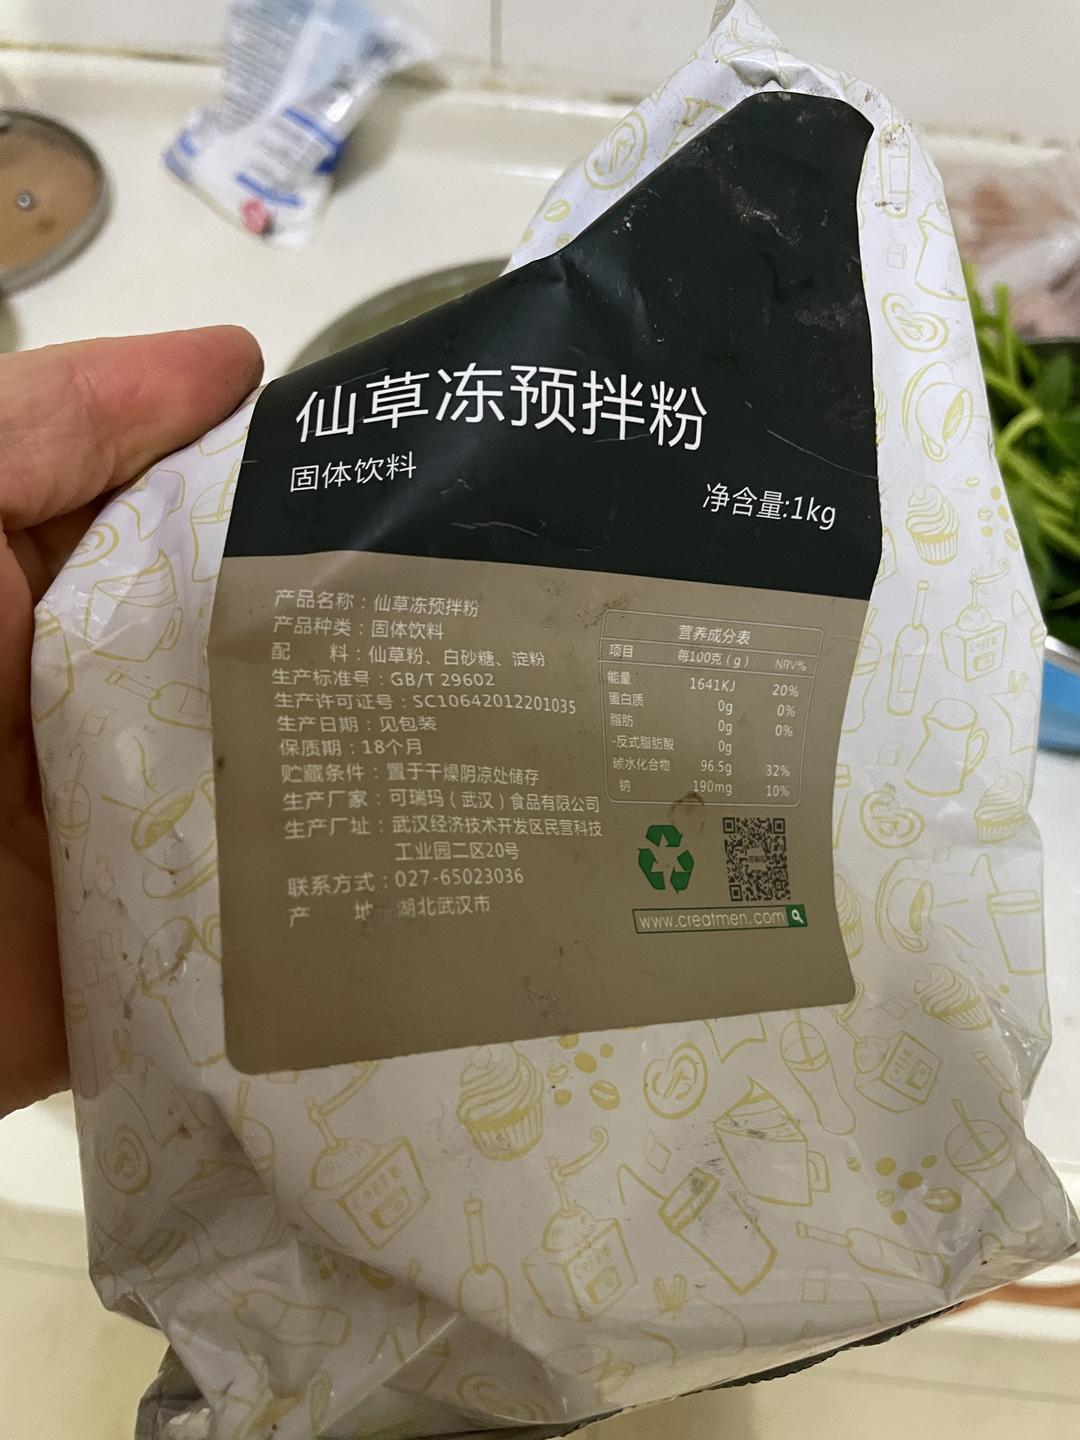 仙草冻预拌粉
固体饮料
净含量:1kg
产品名称：仙草冻预拌粉
产品种类：固体饮料
配 料：仙草粉、白砂糖、淀粉
生产标准号：GB/T 29602
生产许可证号：SC10642012201035
生产日期：见包装
保质期：18个月
贮藏条件：置于干燥阴凉处储存
生产厂家：可瑞玛（武汉）食品有限公司
生产厂址：武汉经济技术开发区民营科技
工业园二区20号
联系方式：027-65023036
产 地：湖北武汉市
营养成分表
项目 每100克（g） NRV%
能量 1641KJ 20%
蛋白质 0g 0%
脂肪 0g 0%
-反式脂肪酸 0g
碳水化合物 96.5g 32%
钠 190mg 10%
www.creatmen.com